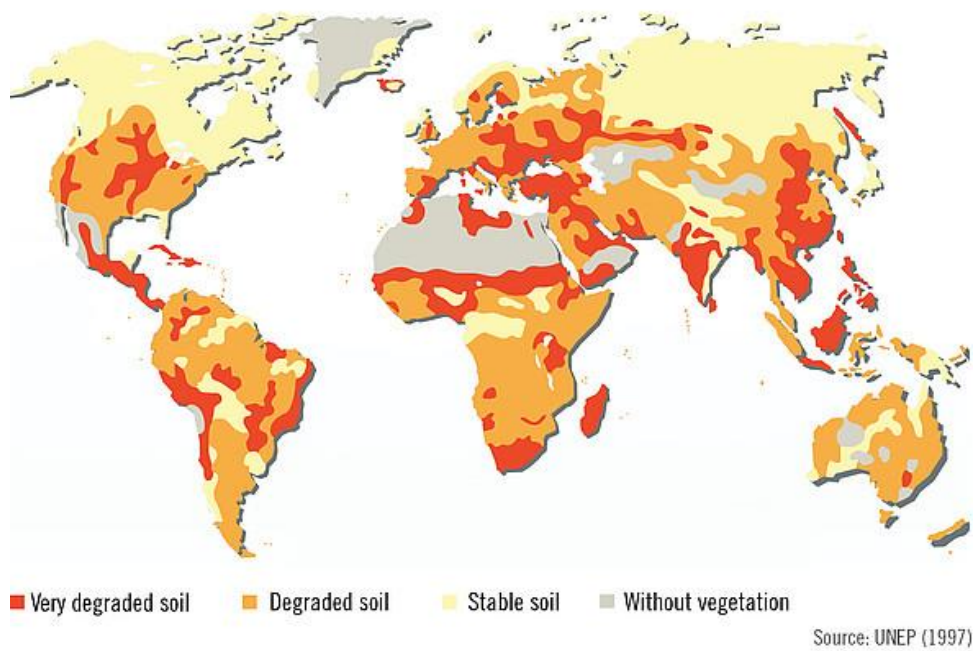 Very degraded soil Degraded soil Stable soil Without vegetation
Source: UNEP (1997)